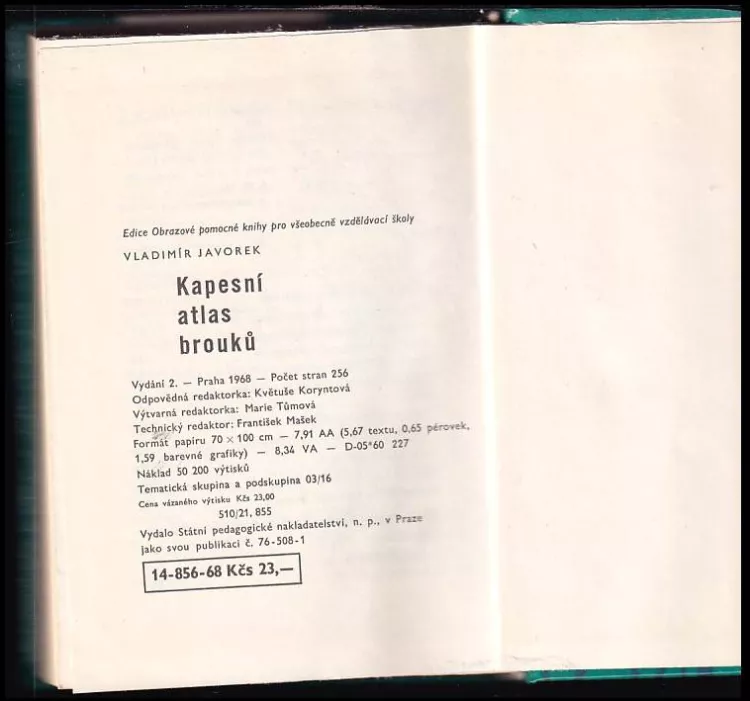 Edice Obrazové pomocné knihy pro všeobecně vzdělávací školy
VLADIMÍR JAVOREK
Kapesní
atlas
brouků
Vydání 2. — Praha 1968 — Počet stran 256
Odpovědná redaktorka: Květuše Koryntová
Výtvarná redaktorka: Marie Tůmová
Technický redaktor: František Mašek
Formát papíru 70 × 100 cm — 7,91 AA (5,67 textu, 0,65 pérovek,
1,59 barevné grafiky) — 8,34 VA — D-05*60 227
Náklad 50 200 výtisků
Tematická skupina a podskupina 03/16
Cena vázaného výtisku Kčs 23,00
510/21, 855
Vydalo Státní pedagogické nakladatelství, n. p., v Praze
jako svou publikaci č. 76-508-1
14-856-68 Kčs 23,—